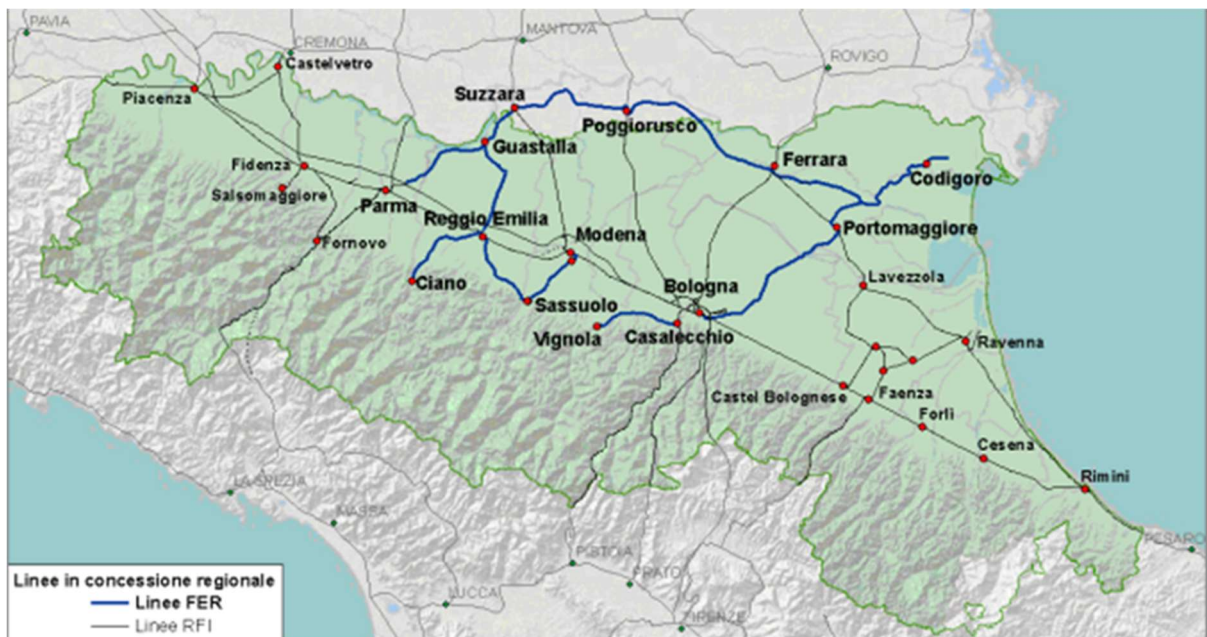 PAVIA
CREMONA
MANTOVA
ROVIGO
Castelvetro
Piacenza
Suzzara
Poggiorusco
Guastalla
Ferrara
Fidenza
Codigoro
Salsomaggiore
Parma
Reggio Emilia
Portomaggiore
Fornovo
Modena
Lavezzola
Ciano
Bologna
Sassuolo
Vignola
Casalecchio
Ravenna
Castel Bolognese
Faenza
Forlì
Cesena
Rimini
LA SPEZIA
MASSA
PESARO
PISTOIA
PRATO
LUCCA
FIRENZE
Linee in concessione regionale
Linee FER
Linee RFI